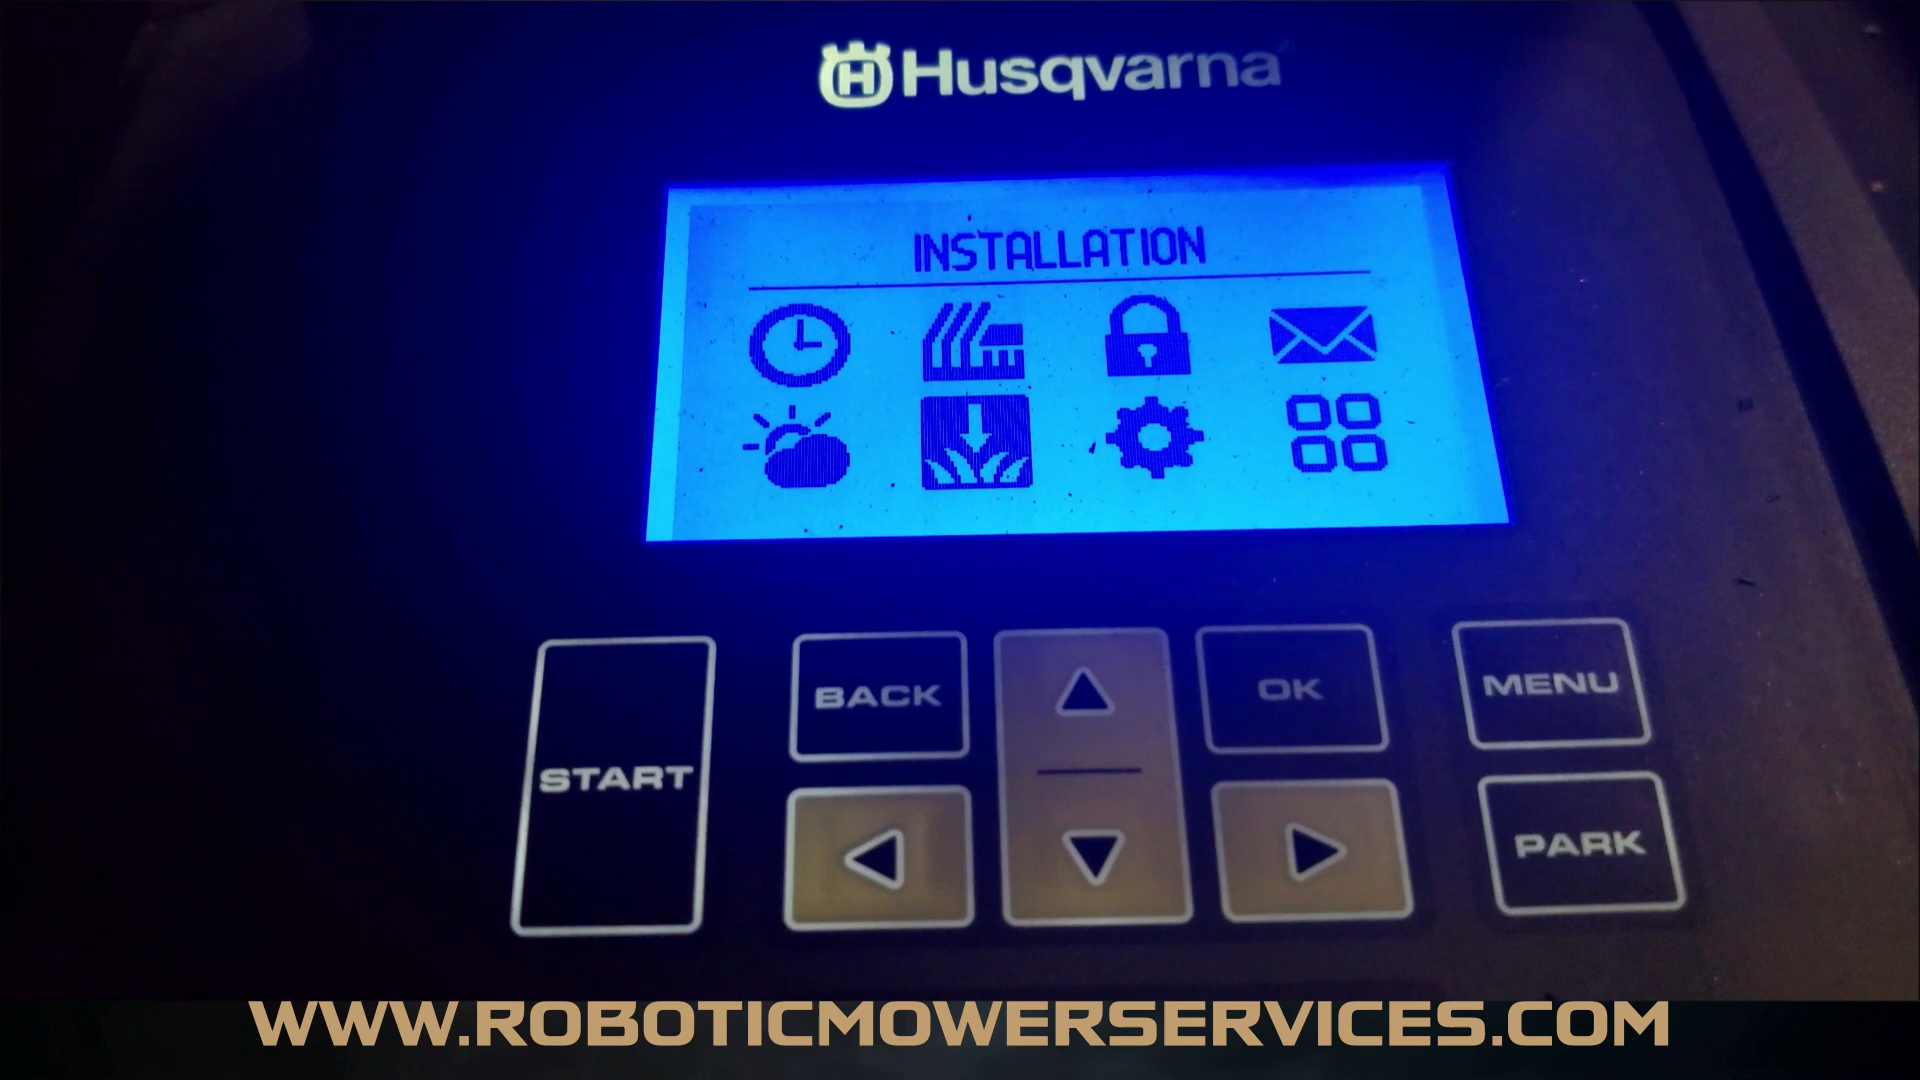 Husqvarna
INSTALLATION
START
BACK
OK
MENU
PARK
WWW.ROBOTICMOWERSERVICES.COM